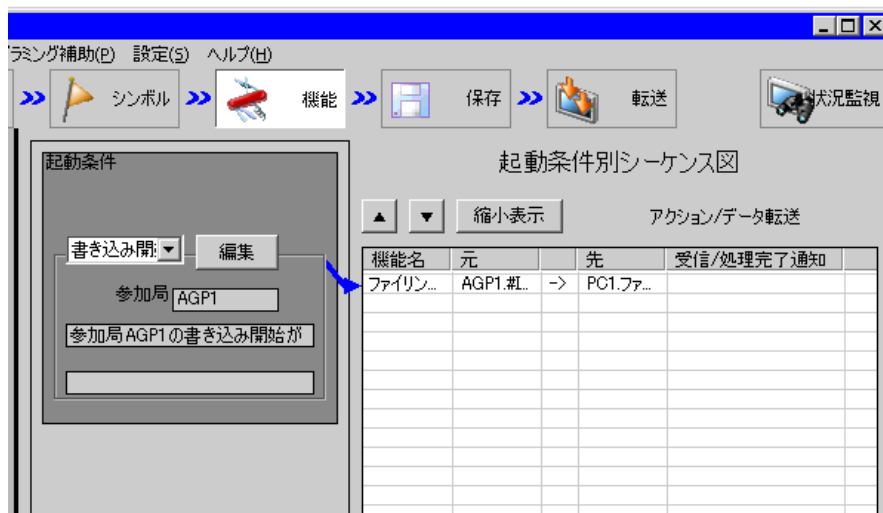 ラミング補助(P) 設定(S) ヘルプ(H)
シンボル 機能 保存 転送 状況監視
起動条件
起動条件別シーケンス図
▲ ▼ 縮小表示 アクション/データ転送
書き込み開 編集
機能名 元 先 受信/処理完了通知
ファイリン... AGP1.#I... -> PC1.ファ...
参加局 AGP1
参加局AGP1の書き込み開始が